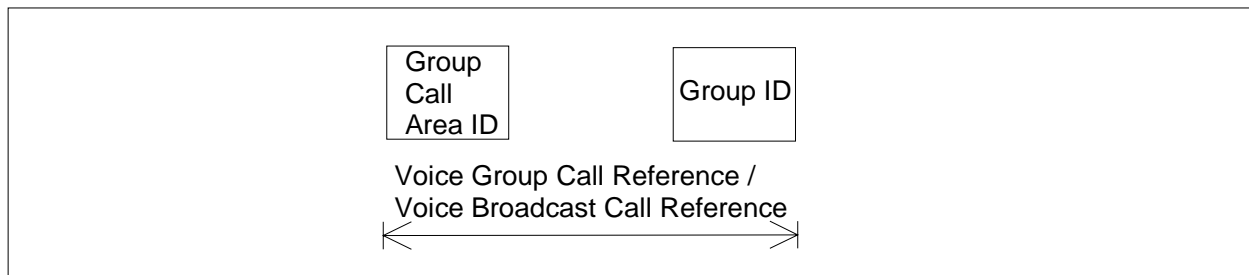 Group
Call
Area ID
Group ID
Voice Group Call Reference /
Voice Broadcast Call Reference